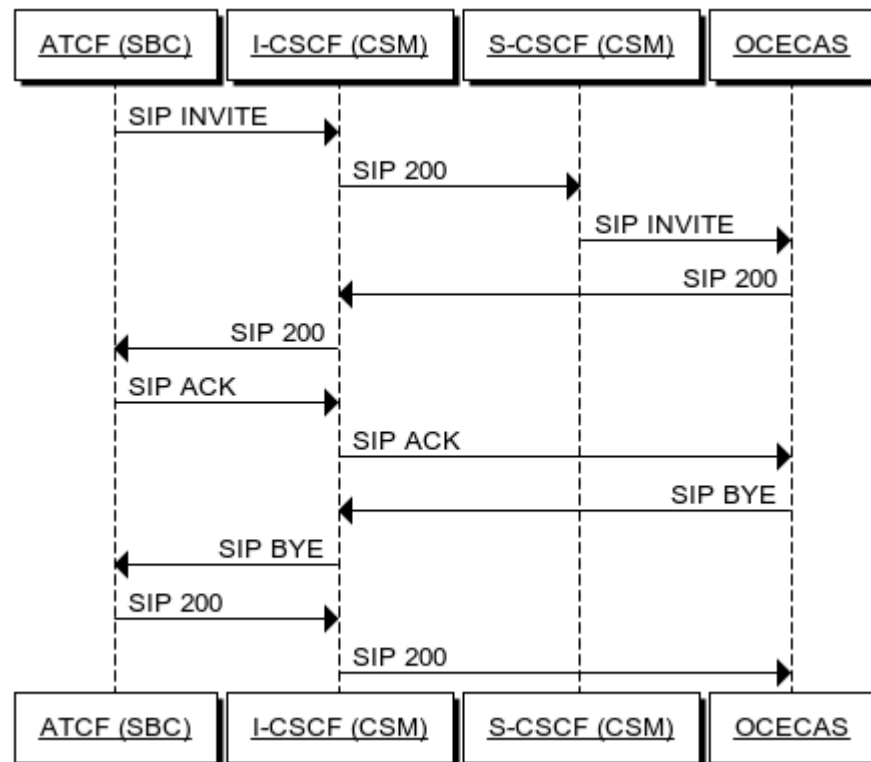 ATCF (SBC) I-CSCF (CSM) S-CSCF (CSM) OCECAS
SIP INVITE
SIP 200
SIP INVITE
SIP 200
SIP 200
SIP ACK
SIP ACK
SIP BYE
SIP BYE
SIP 200
SIP 200
ATCF (SBC) I-CSCF (CSM) S-CSCF (CSM) OCECAS